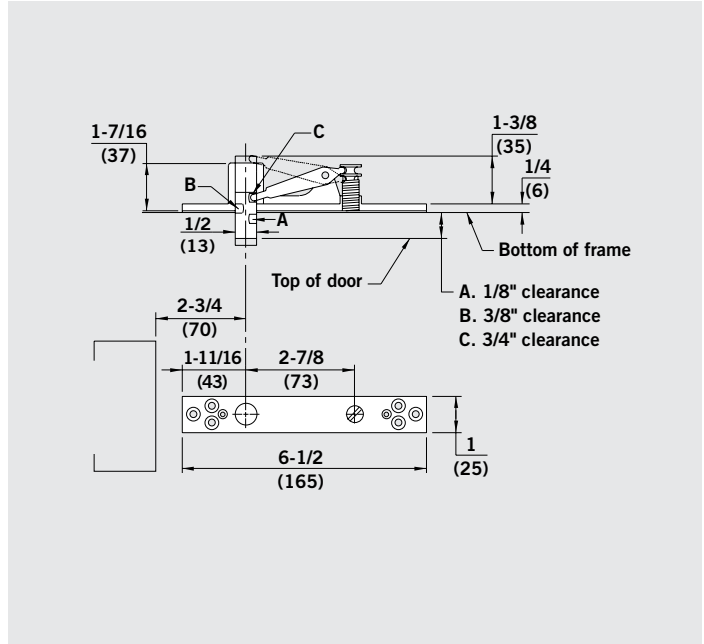 1-7/16
(37)
C
1-3/8
(35)
1/4
(6)
B
A
1/2
(13)
Bottom of frame
Top of door
A. 1/8" clearance
B. 3/8" clearance
C. 3/4" clearance
2-3/4
(70)
1-11/16
(43)
2-7/8
(73)
6-1/2
(165)
1
(25)